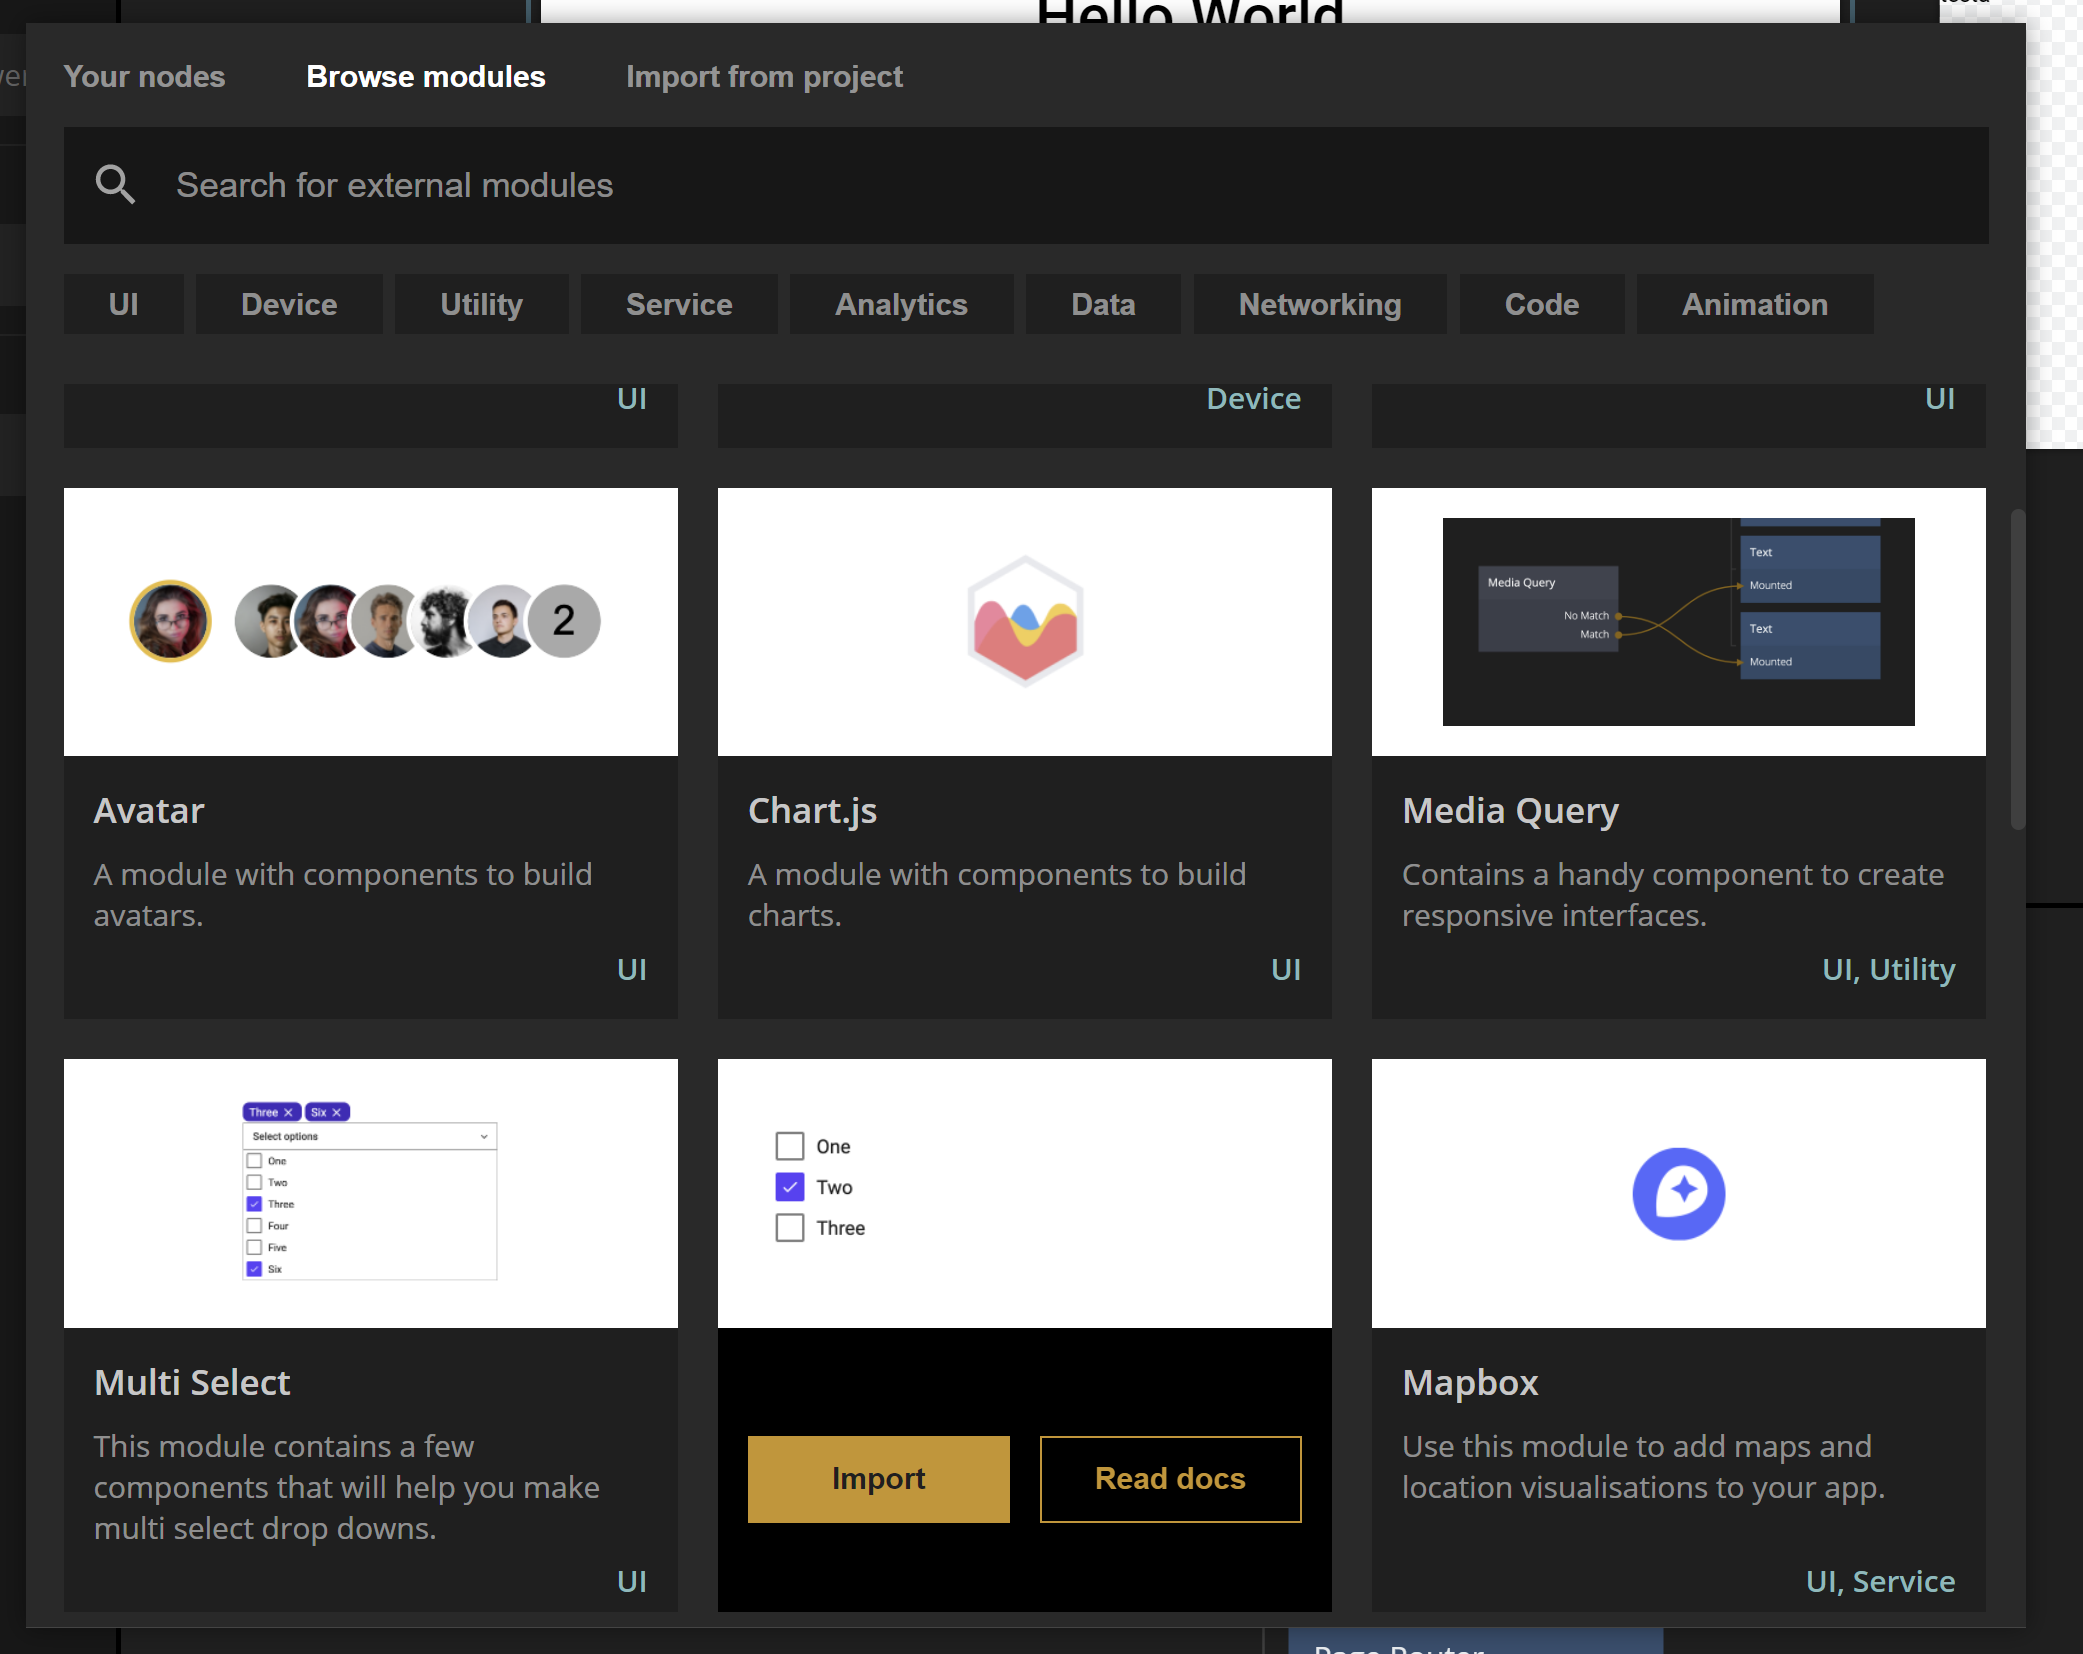 Hello World
Your nodes
Browse modules
Import from project
Search for external modules
UI
Device
Utility
Service
Analytics
Data
Networking
Code
Animation
UI
Device
UI
2
Media Query
No Match
Match
Text
Mounted
Text
Mounted
Avatar
A module with components to build
avatars.
UI
Chart.js
A module with components to build
charts.
UI
Media Query
Contains a handy component to create
responsive interfaces.
UI, Utility
Three
Six
Select options
One
Two
Three
Four
Five
Six
One
Two
Three
Multi Select
This module contains a few
components that will help you make
multi select drop downs.
UI
Import
Read docs
Mapbox
Use this module to add maps and
location visualisations to your app.
UI, Service
Page Router